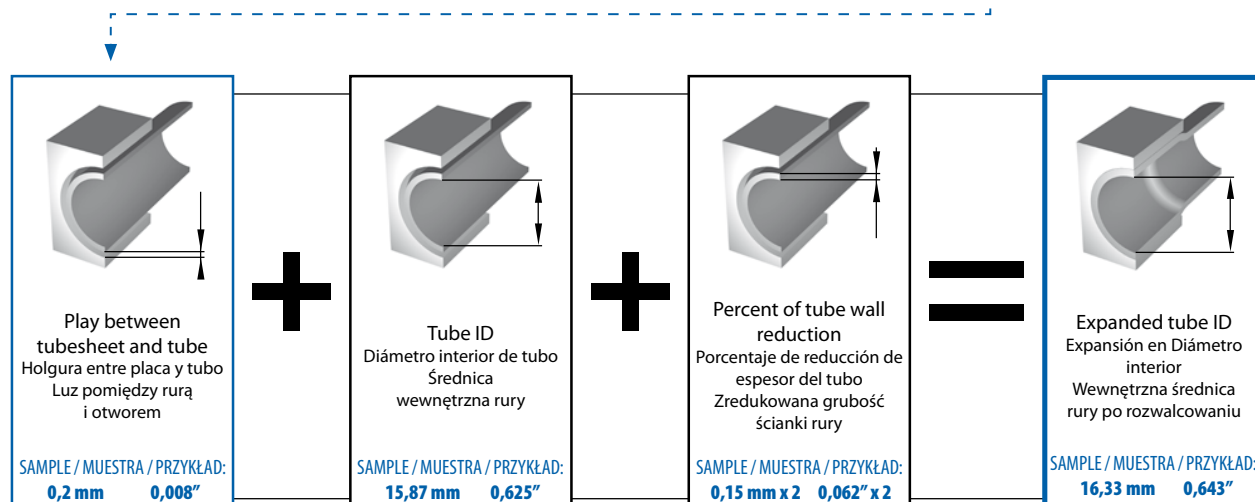 Play between
tubesheet and tube
Holgura entre placa y tubo
Luz pomiędzy rurą
i otworem
SAMPLE / MUESTRA / PRZYKŁAD:
0,2 mm 0,008"
+
Tube ID
Diámetro interior de tubo
Średnica
wewnętrzna rury
SAMPLE / MUESTRA / PRZYKŁAD:
15,87 mm 0,625"
+
Percent of tube wall
reduction
Porcentaje de reducción de
espesor del tubo
Zredukowana grubość
ścianki rury
SAMPLE / MUESTRA / PRZYKŁAD:
0,15 mm x 2 0,062" x 2
=
Expanded tube ID
Expansión en Diámetro
interior
Wewnętrzna średnica
rury po rozwalcowaniu
SAMPLE / MUESTRA / PRZYKŁAD:
16,33 mm 0,643"